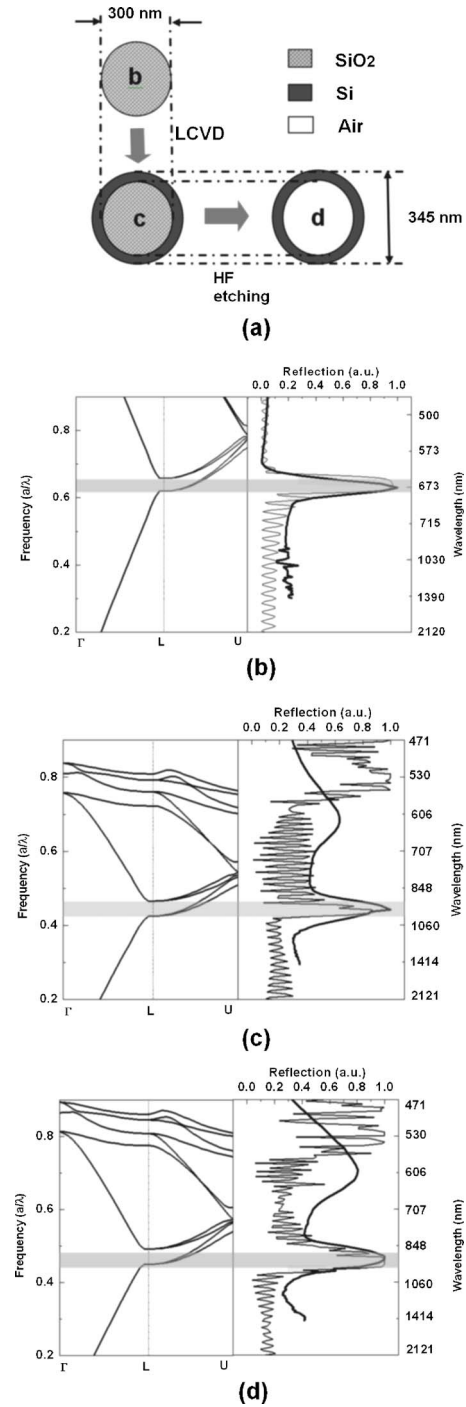 300 nm
b
SiO2
Si
Air
LCVD
c
d
345 nm
HF
etching
(a)
Reflection (a.u.)
0.0 0.2 0.4 0.6 0.8 1.0
Frequency (a/λ)
0.8
0.6
0.4
0.2
Γ L U
500
573
673
715
1030
1390
2120
Wavelength (nm)
(b)
Reflection (a.u.)
0.0 0.2 0.4 0.6 0.8 1.0
Frequency (a/λ)
0.8
0.6
0.4
0.2
Γ L U
471
530
606
707
848
1060
1414
2121
Wavelength (nm)
(c)
Reflection (a.u.)
0.0 0.2 0.4 0.6 0.8 1.0
Frequency (a/λ)
0.8
0.6
0.4
0.2
Γ L U
471
530
606
707
848
1060
1414
2121
Wavelength (nm)
(d)